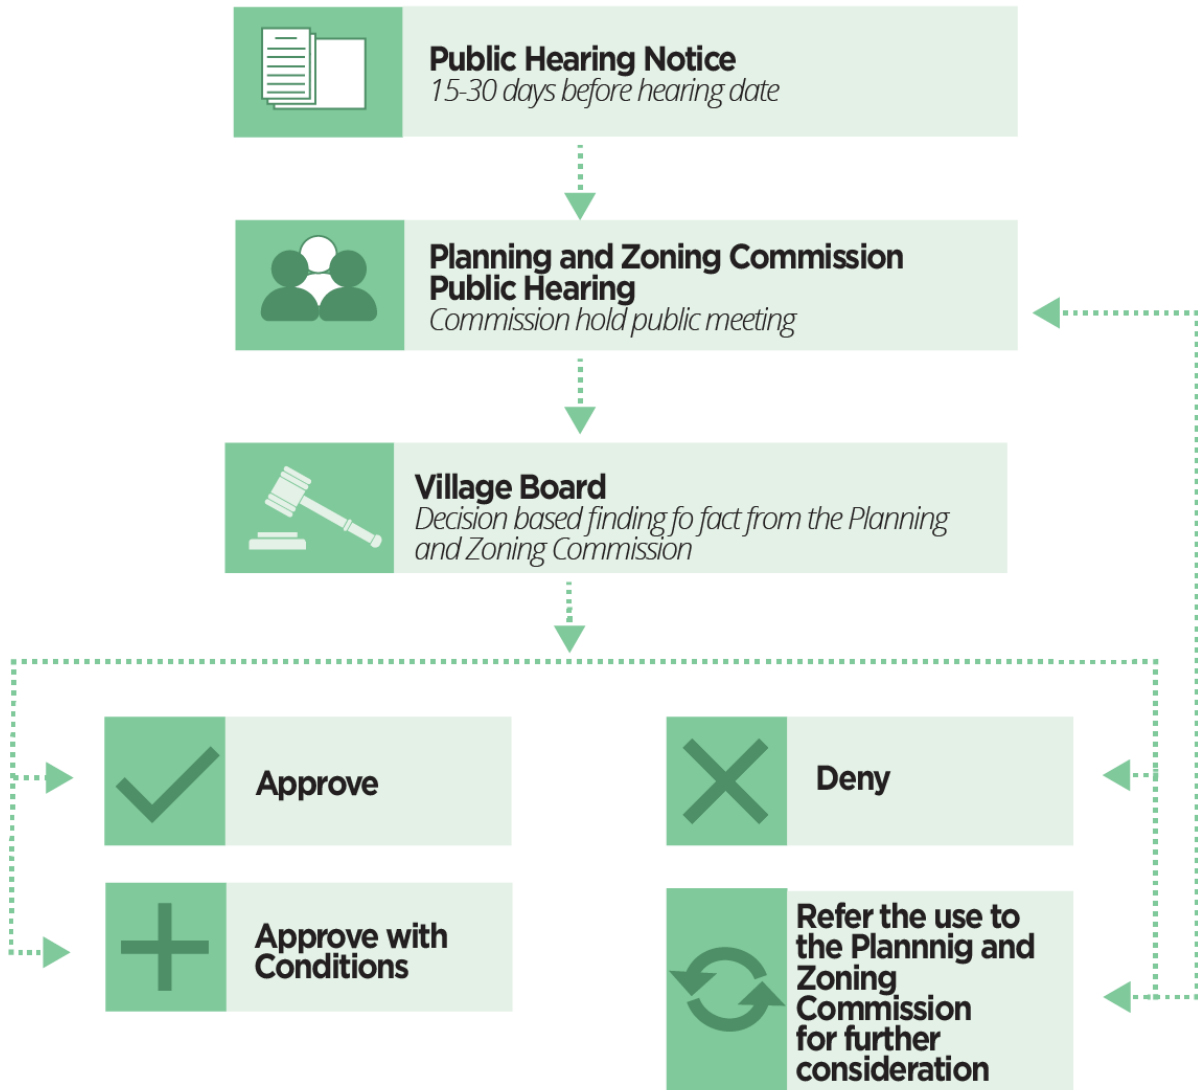 Public Hearing Notice
15-30 days before hearing date
Planning and Zoning Commission
Public Hearing
Commission hold public meeting
Village Board
Decision based finding fo fact from the Planning
and Zoning Commission
Approve
Deny
Approve with
Conditions
Refer the use to
the Plannnig and
Zoning
Commission
for further
consideration